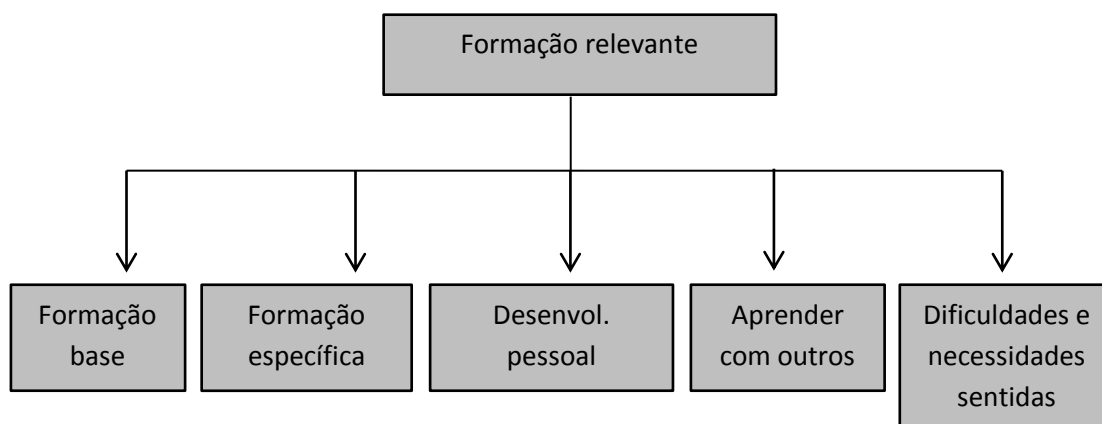 Formação relevante
Formação
base
Formação
específica
Desenvol.
pessoal
Aprender
com outros
Dificuldades e
necessidades
sentidas